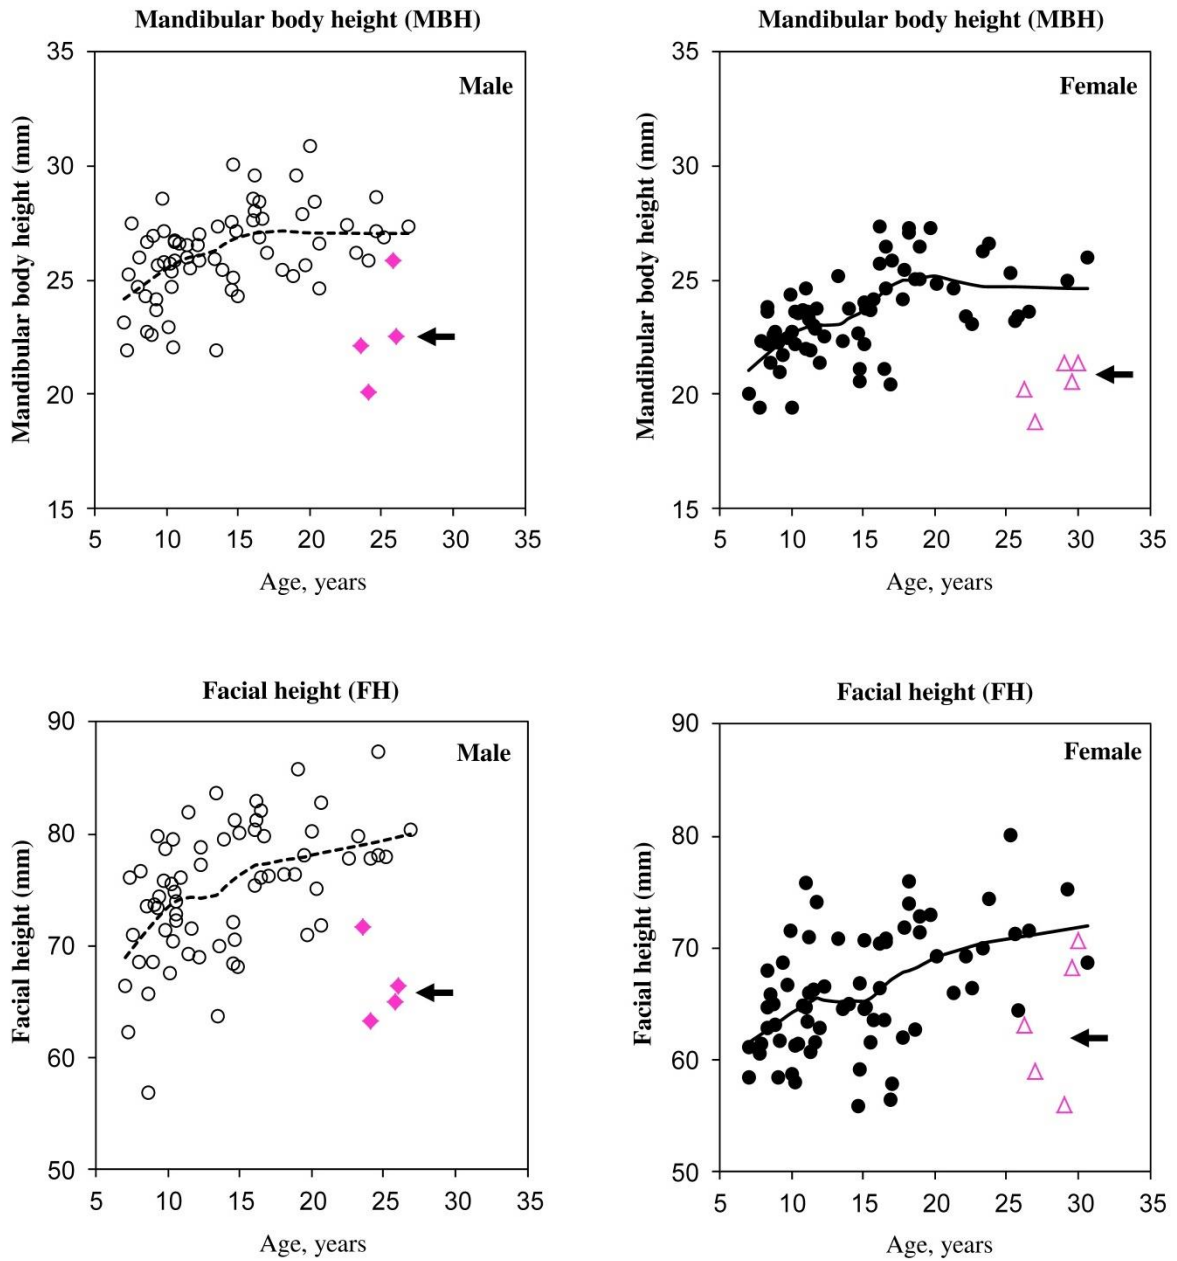 Mandibular body height (MBH)
Male
Mandibular body height (mm)
35
30
25
20
15
5 10 15 20 25 30 35
Age, years
Mandibular body height (MBH)
Female
Mandibular body height (mm)
35
30
25
20
15
5 10 15 20 25 30 35
Age, years
Facial height (FH)
Male
Facial height (mm)
90
80
70
60
50
5 10 15 20 25 30 35
Age, years
Facial height (FH)
Female
Facial height (mm)
90
80
70
60
50
5 10 15 20 25 30 35
Age, years